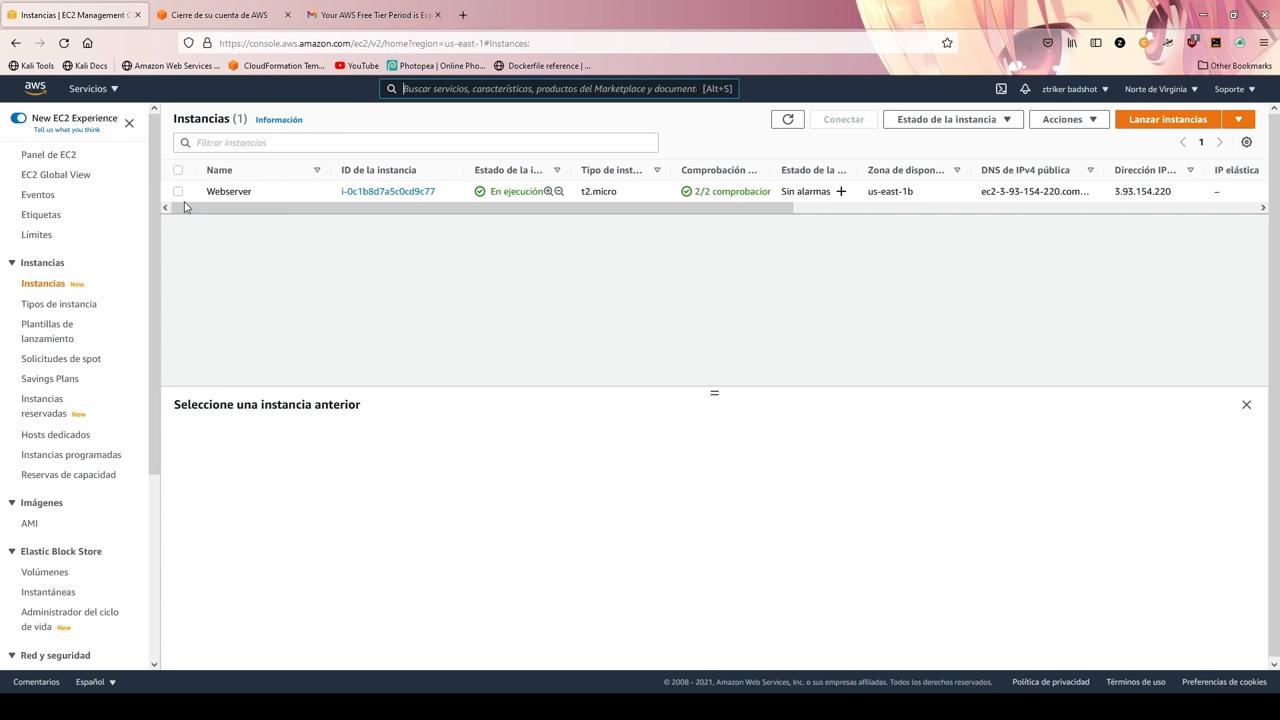 Instancias | EC2 Management C
Cierre de su cuenta de AWS
Your AWS Free Tier Period is Exp
https://console.aws.amazon.com/ec2/v2/home?region=us-east-1#Instances:
Kali Tools
Kali Docs
Amazon Web Services ...
CloudFormation Tem...
YouTube
Photopea | Online Pho...
Dockerfile reference | ...
Other Bookmarks
aws
Servicios
Buscar servicios, características, productos del Marketplace y document
[Alt+S]
ztriker badshot
Norte de Virginia
Soporte
New EC2 Experience
Tell us what you think
Panel de EC2
EC2 Global View
Eventos
Etiquetas
Límites
Instancias
Instancias New
Tipos de instancia
Plantillas de
lanzamiento
Solicitudes de spot
Savings Plans
Instancias
reservadas New
Hosts dedicados
Instancias programadas
Reservas de capacidad
Imágenes
AMI
Elastic Block Store
Volúmenes
Instantáneas
Administrador del ciclo
de vida New
Red y seguridad
Instancias (1) Información
Conectar
Estado de la instancia
Acciones
Lanzar instancias
Filtrar instancias
1
Name
ID de la instancia
Estado de la i...
Tipo de inst...
Comprobación ...
Estado de la ...
Zona de dispon...
DNS de IPv4 pública
Dirección IP...
IP elástica
Webserver
i-0c1b8d7a5c0cd9c77
En ejecución
t2.micro
2/2 comprobacior
Sin alarmas
us-east-1b
ec2-3-93-154-220.com...
3.93.154.220
–
Seleccione una instancia anterior
Comentarios
Español
© 2008 - 2021, Amazon Web Services, Inc. o sus empresas afiliadas. Todos los derechos reservados.
Política de privacidad
Términos de uso
Preferencias de cookies